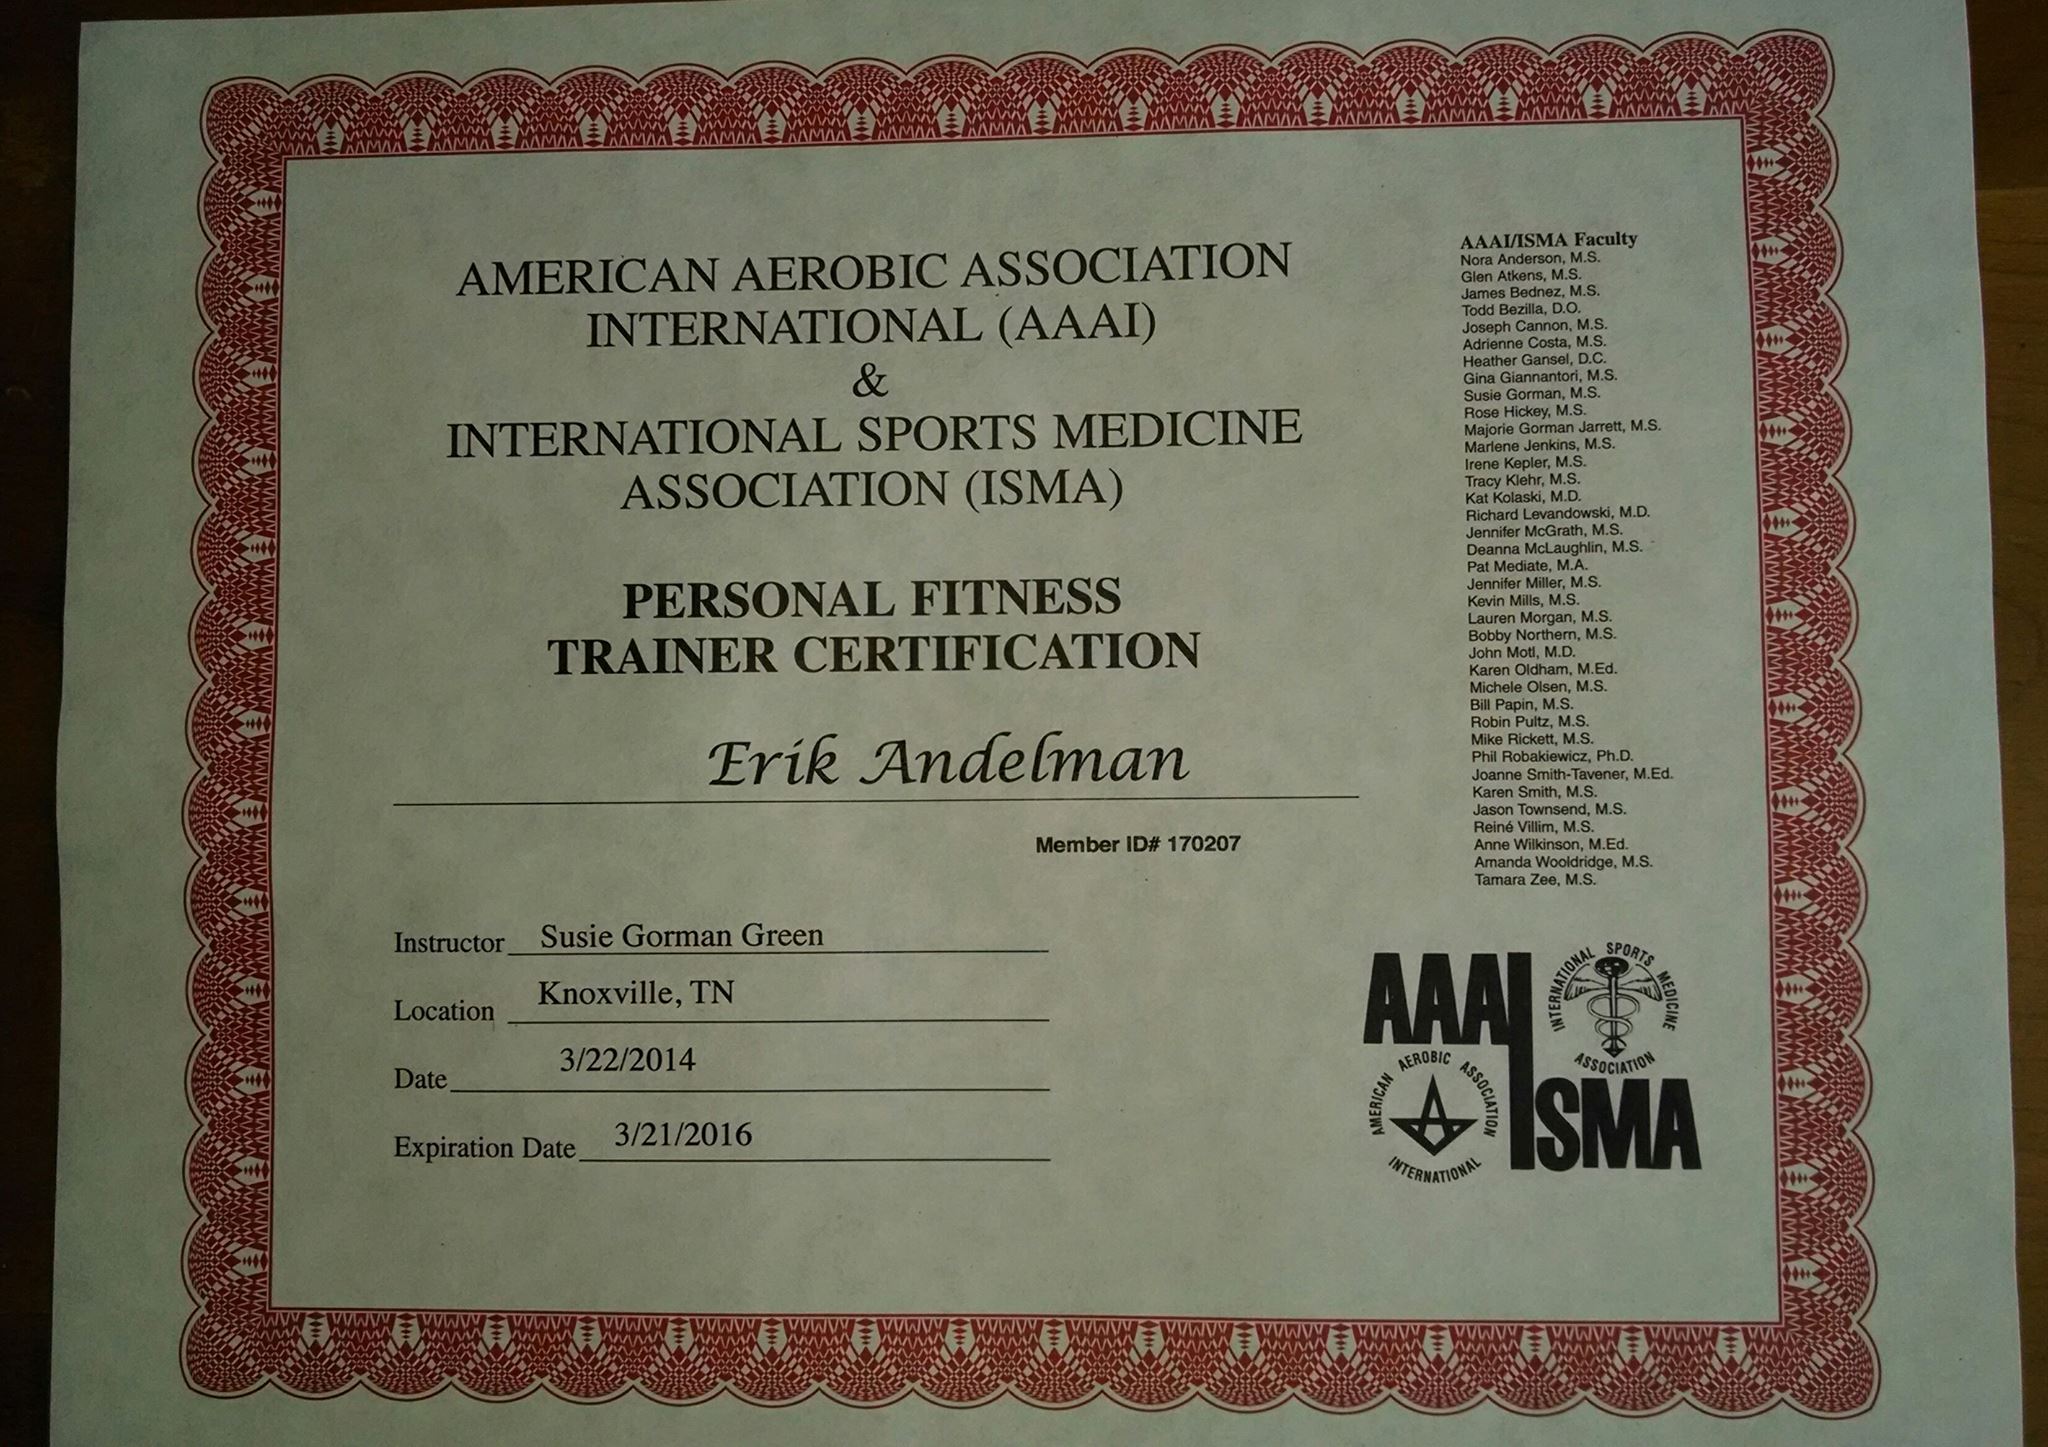 AMERICAN AEROBIC ASSOCIATION
INTERNATIONAL (AAAI)
&
INTERNATIONAL SPORTS MEDICINE
ASSOCIATION (ISMA)
PERSONAL FITNESS
TRAINER CERTIFICATION
Erik Andelman
Member ID# 170207
Instructor Susie Gorman Green
Location Knoxville, TN
Date 3/22/2014
Expiration Date 3/21/2016
AAAI/ISMA Faculty
Nora Anderson, M.S.
Glen Atkens, M.S.
James Bednez, M.S.
Todd Bezilla, D.O.
Joseph Cannon, M.S.
Adrienne Costa, M.S.
Heather Gansel, D.C.
Gina Giannantori, M.S.
Susie Gorman, M.S.
Rose Hickey, M.S.
Majorie Gorman Jarrett, M.S.
Marlene Jenkins, M.S.
Irene Kepler, M.S.
Tracy Klehr, M.S.
Kat Kolaski, M.D.
Richard Levandowski, M.D.
Jennifer McGrath, M.S.
Deanna McLaughlin, M.S.
Pat Mediate, M.A.
Jennifer Miller, M.S.
Kevin Mills, M.S.
Lauren Morgan, M.S.
Bobby Northern, M.S.
John Motl, M.D.
Karen Oldham, M.Ed.
Michele Olsen, M.S.
Bill Papin, M.S.
Robin Pultz, M.S.
Mike Rickett, M.S.
Phil Robakiewicz, Ph.D.
Joanne Smith-Tavener, M.Ed.
Karen Smith, M.S.
Jason Townsend, M.S.
Reiné Villim, M.S.
Anne Wilkinson, M.Ed.
Amanda Wooldridge, M.S.
Tamara Zee, M.S.
AAAI
INTERNATIONAL SPORTS MEDICINE
ASSOCIATION
AMERICAN AEROBIC ASSOCIATION
INTERNATIONAL
ISMA